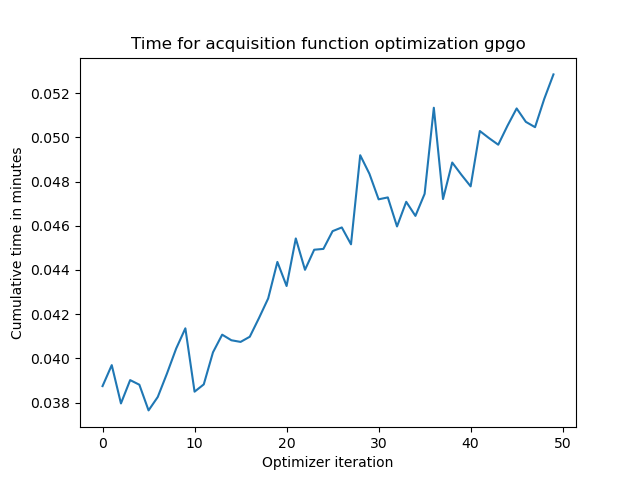 Time for acquisition function optimization gpgo
Cumulative time in minutes
0.052
0.050
0.048
0.046
0.044
0.042
0.040
0.038
0 10 20 30 40 50
Optimizer iteration